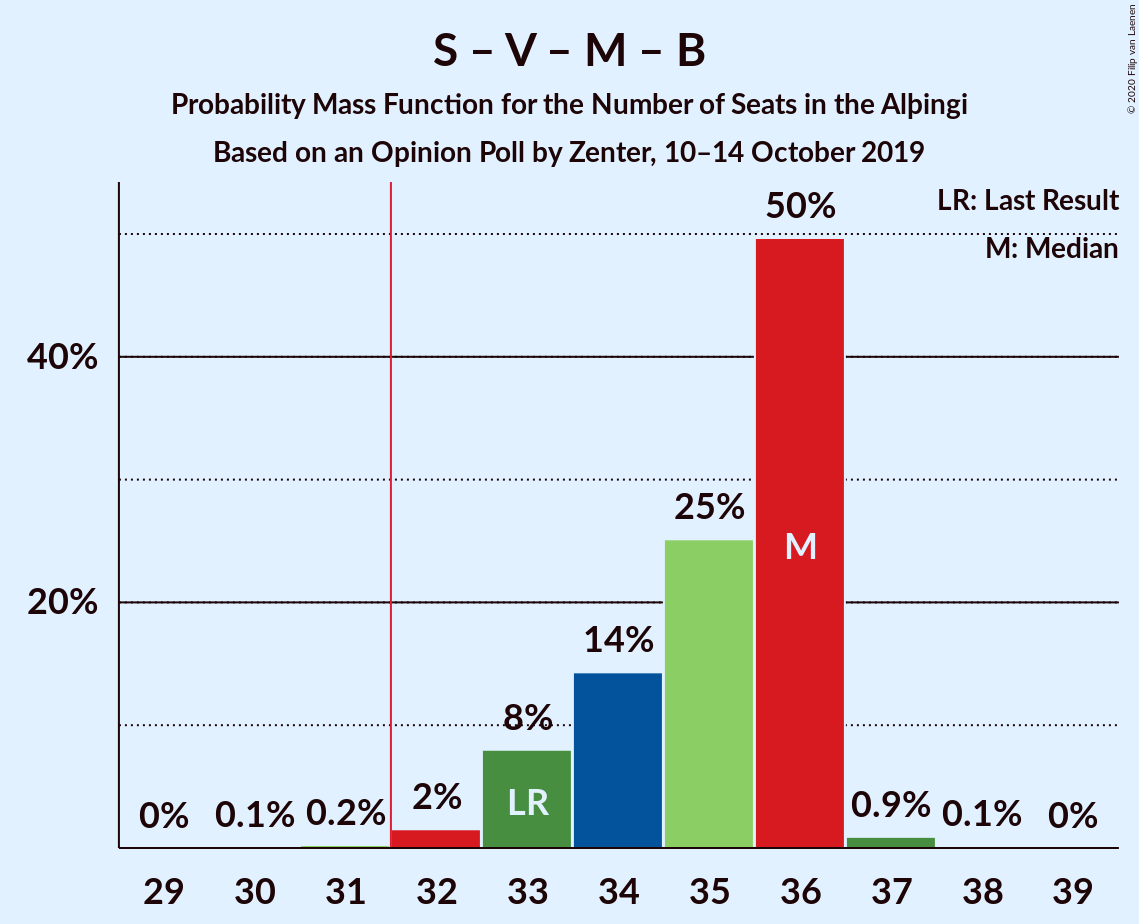 S – V – M – B
Probability Mass Function for the Number of Seats in the Alþingi
Based on an Opinion Poll by Zenter, 10–14 October 2019
© 2020 Filip van Laenen
LR: Last Result
M: Median
50%
40%
25%
M
20%
14%
8%
LR
2%
0.9%
0.2%
0.1%
0.1%
0%
0%
29 30 31 32 33 34 35 36 37 38 39